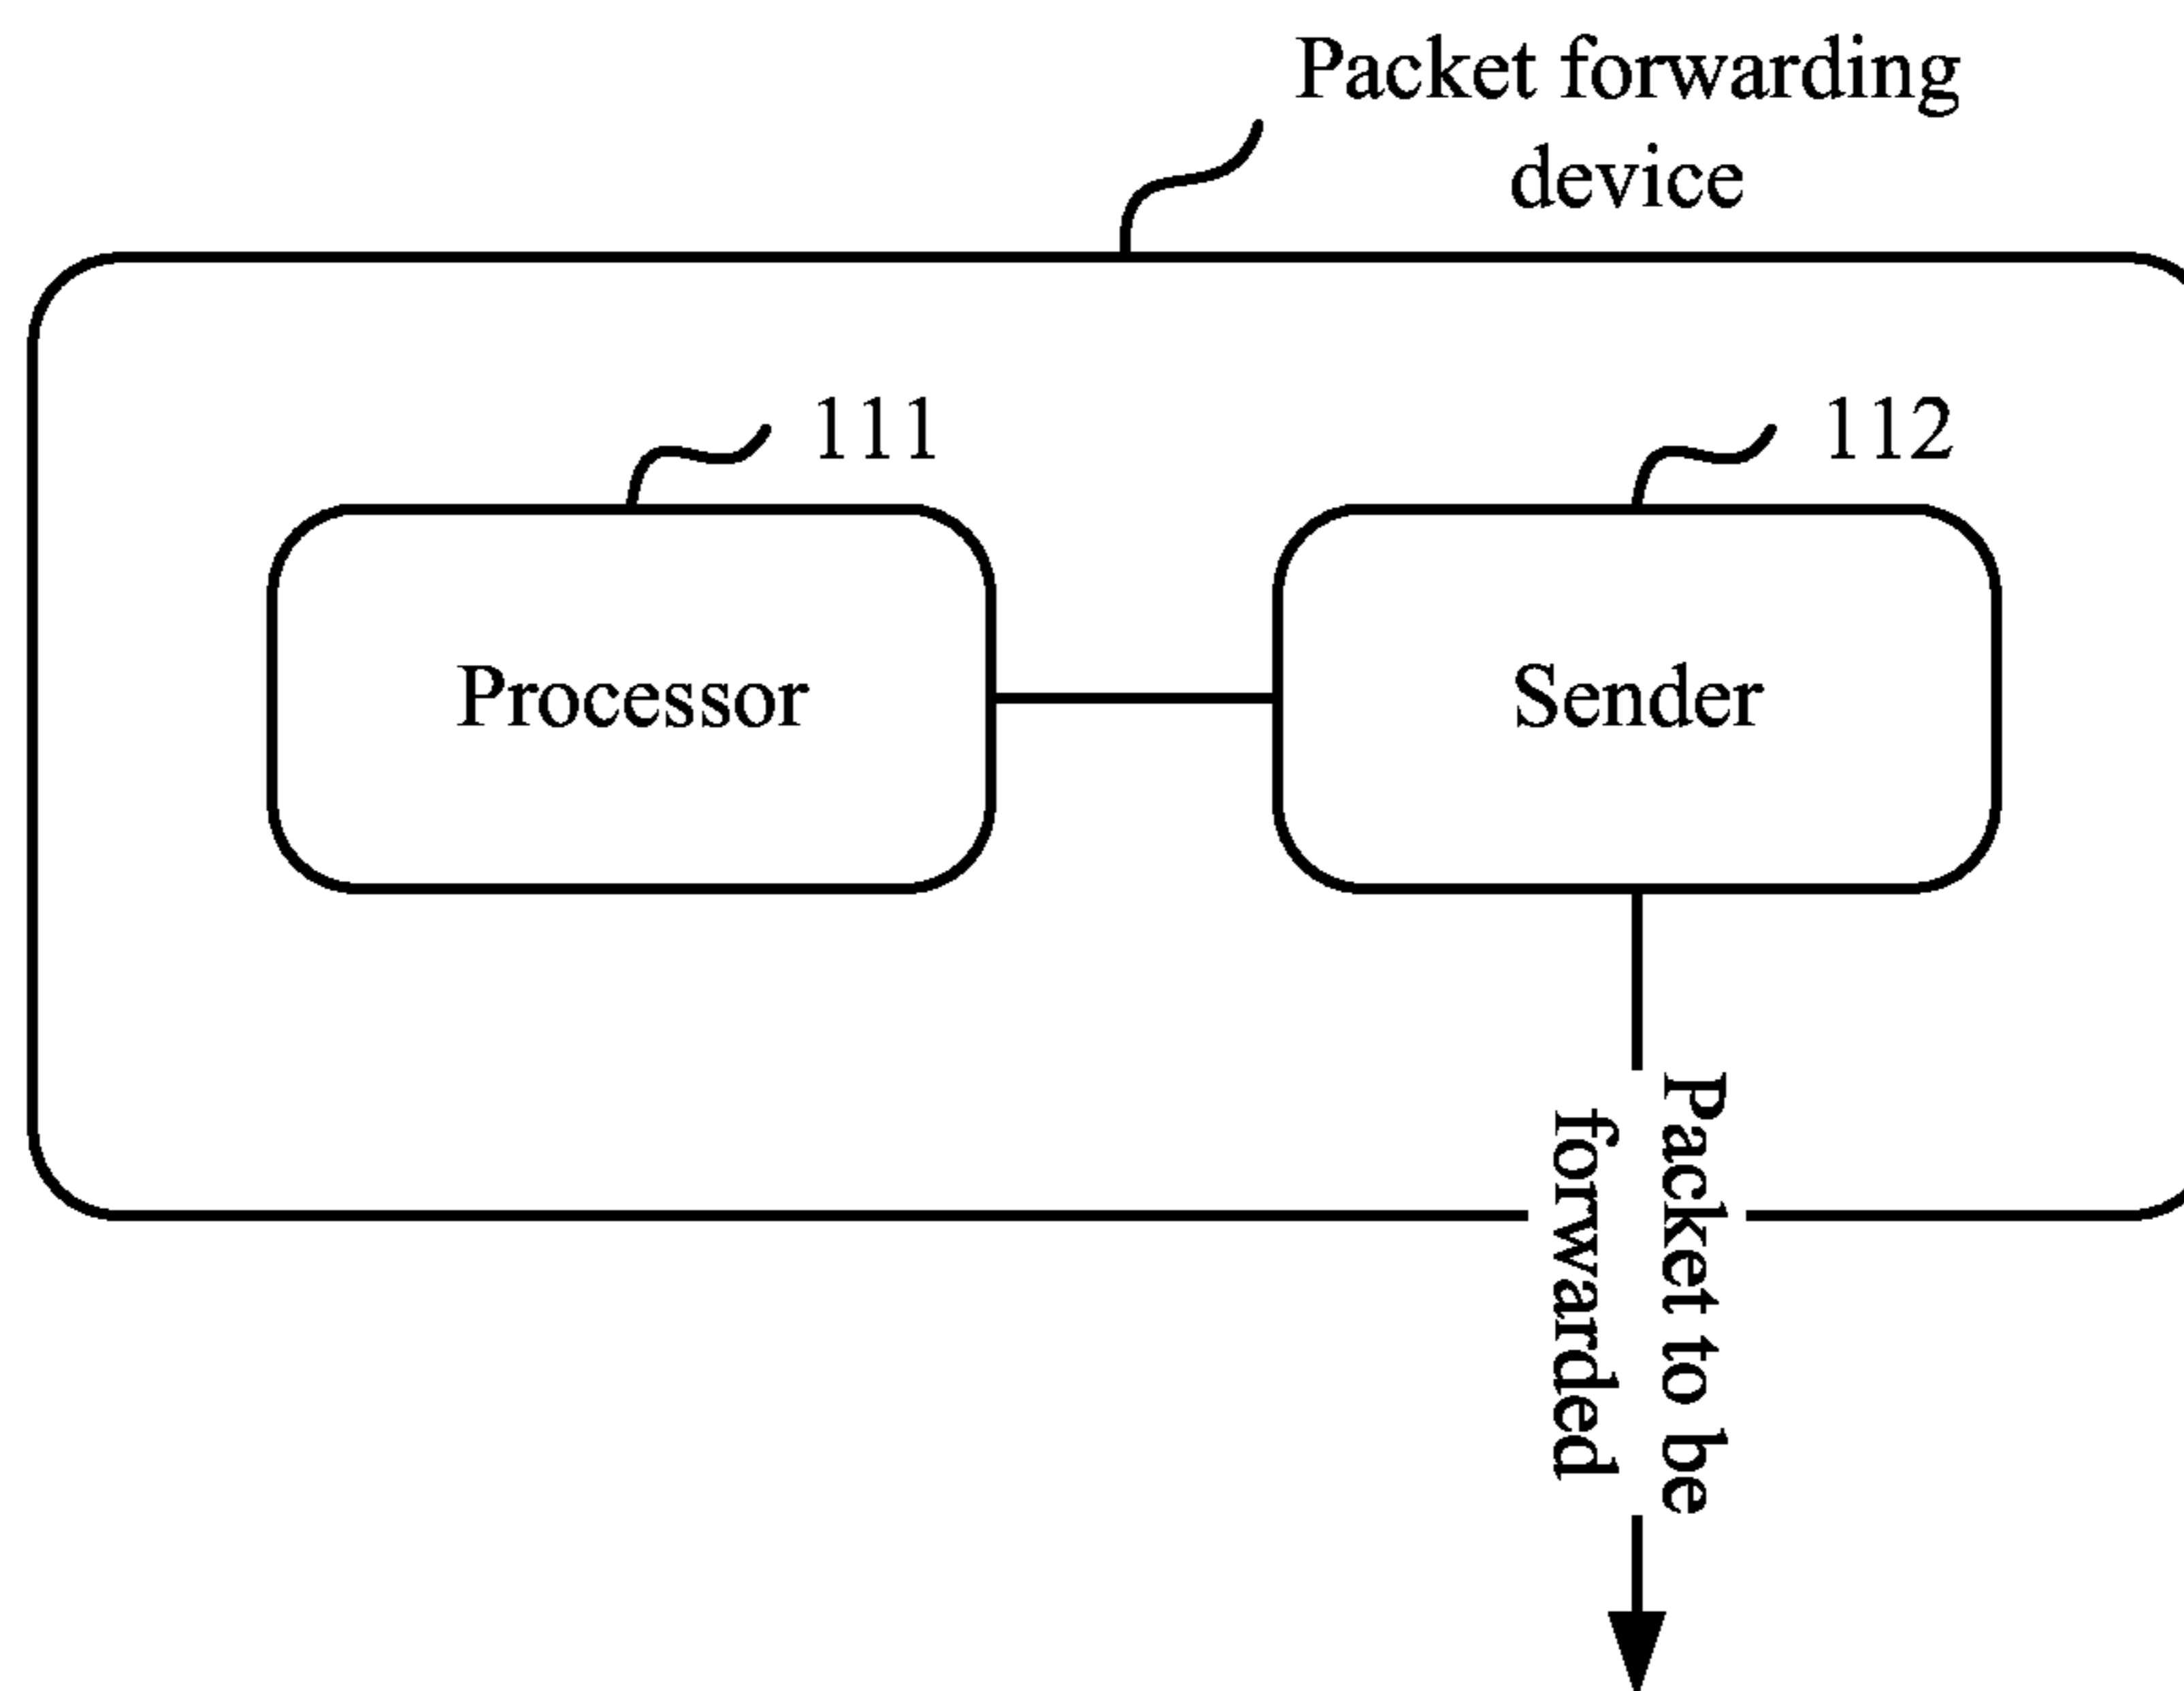 Packet forwarding
device
111
112
Processor
Sender
Packet to be
forwarded